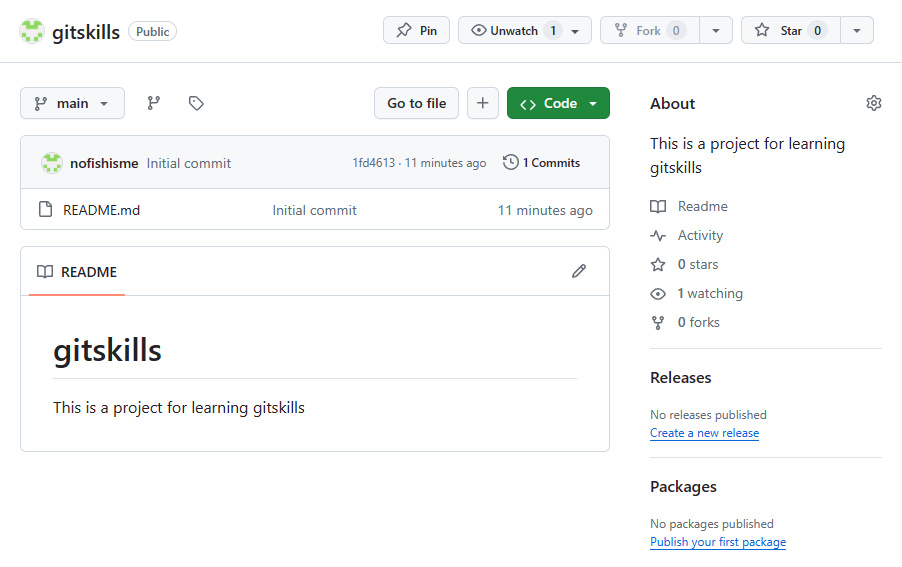 gitskills Public Pin Unwatch 1 Fork 0 Star 0
main Go to file + Code
nofishisme Initial commit 1fd4613 · 11 minutes ago 1 Commits
README.md Initial commit 11 minutes ago
README
gitskills
This is a project for learning gitskills
About
This is a project for learning
gitskills
Readme
Activity
0 stars
1 watching
0 forks
Releases
No releases published
Create a new release
Packages
No packages published
Publish your first package